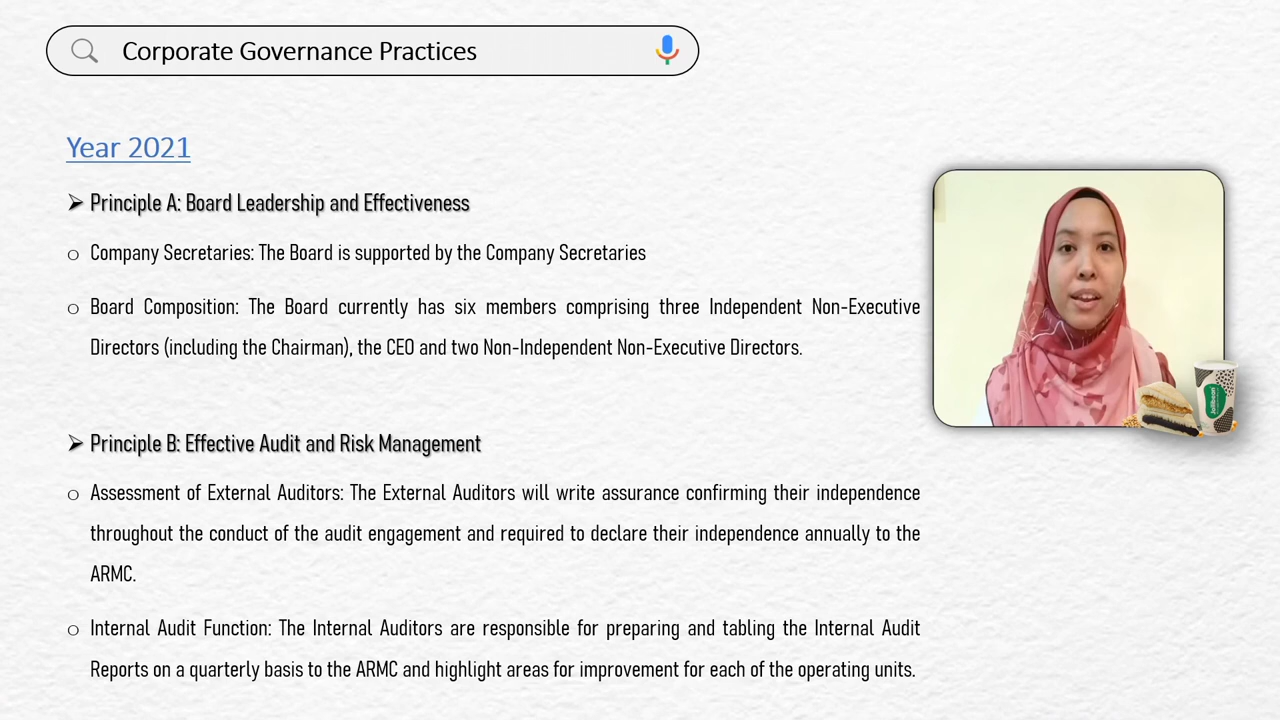 Corporate Governance Practices
Year 2021
Principle A: Board Leadership and Effectiveness
Company Secretaries: The Board is supported by the Company Secretaries
Board Composition: The Board currently has six members comprising three Independent Non-Executive
Directors (including the Chairman), the CEO and two Non-Independent Non-Executive Directors.
Principle B: Effective Audit and Risk Management
Assessment of External Auditors: The External Auditors will write assurance confirming their independence
throughout the conduct of the audit engagement and required to declare their independence annually to the
ARMC.
Internal Audit Function: The Internal Auditors are responsible for preparing and tabling the Internal Audit
Reports on a quarterly basis to the ARMC and highlight areas for improvement for each of the operating units.
Jollibean